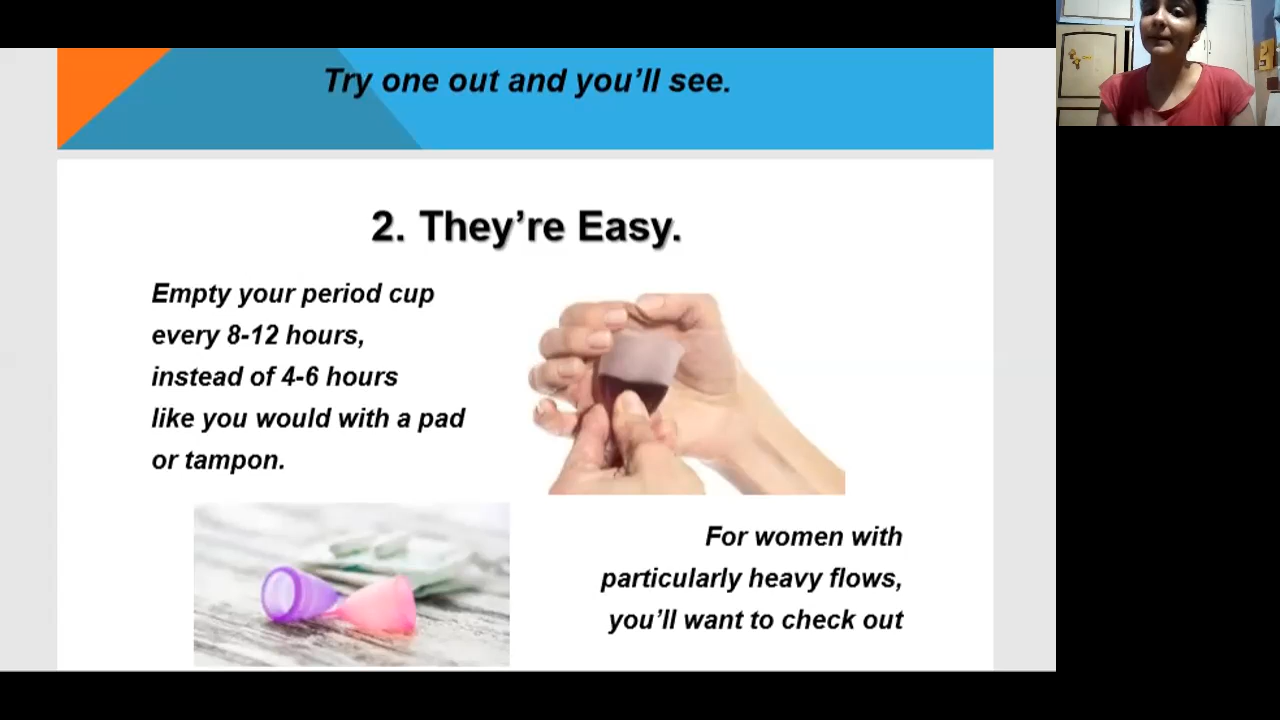 Try one out and you’ll see.
2. They’re Easy.
Empty your period cup
every 8-12 hours,
instead of 4-6 hours
like you would with a pad
or tampon.
For women with
particularly heavy flows,
you’ll want to check out